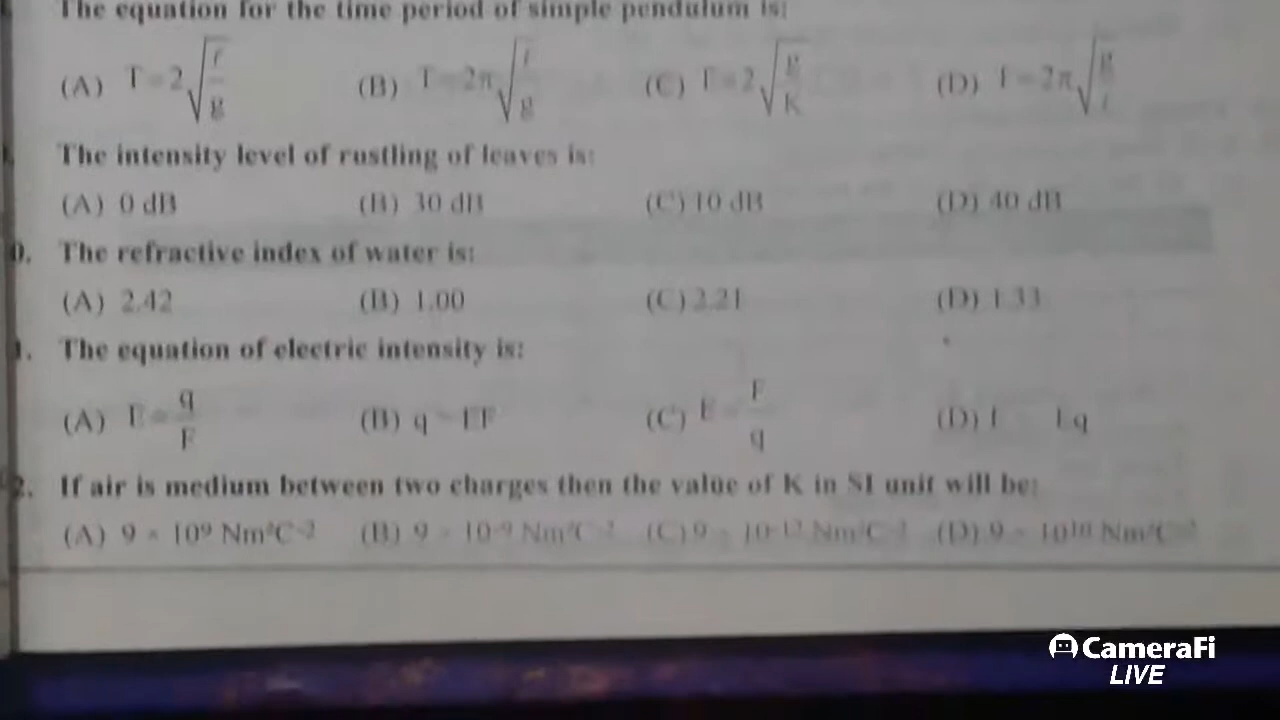 The equation for the time period of simple pendulum is:
(A) T = 2√(ℓ/g) (B) T = 2π√(ℓ/g) (C) T = 2√(g/K) (D) T = 2π√(g/ℓ)
The intensity level of rustling of leaves is:
(A) 0 dB (B) 30 dB (C) 10 dB (D) 40 dB
0. The refractive index of water is:
(A) 2.42 (B) 1.00 (C) 2.21 (D) 1.33
1. The equation of electric intensity is:
(A) E = q/F (B) q = EF (C) E = F/q (D) Eq
2. If air is medium between two charges then the value of K in SI unit will be:
(A) 9 × 10⁹ Nm²C⁻² (B) 9 × 10⁻⁹ Nm²C⁻² (C) 9 × 10⁻¹² Nm²C⁻² (D) 9 × 10¹⁰ Nm²C⁻²
CameraFi
LIVE